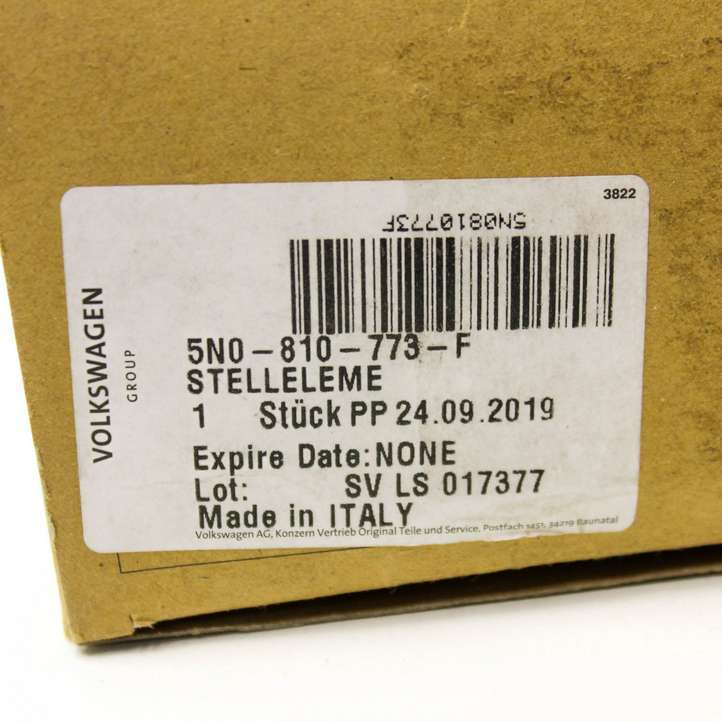 3822
5N0810773F
VOLKSWAGEN
GROUP
5N0-810-773-F
STELLELEME
1 Stück PP 24.09.2019
Expire Date:NONE
Lot: SV LS 017377
Made in ITALY
Volkswagen AG, Konzern Vertrieb Original Teile und Service, Postfach 1451, 34219 Baunatal